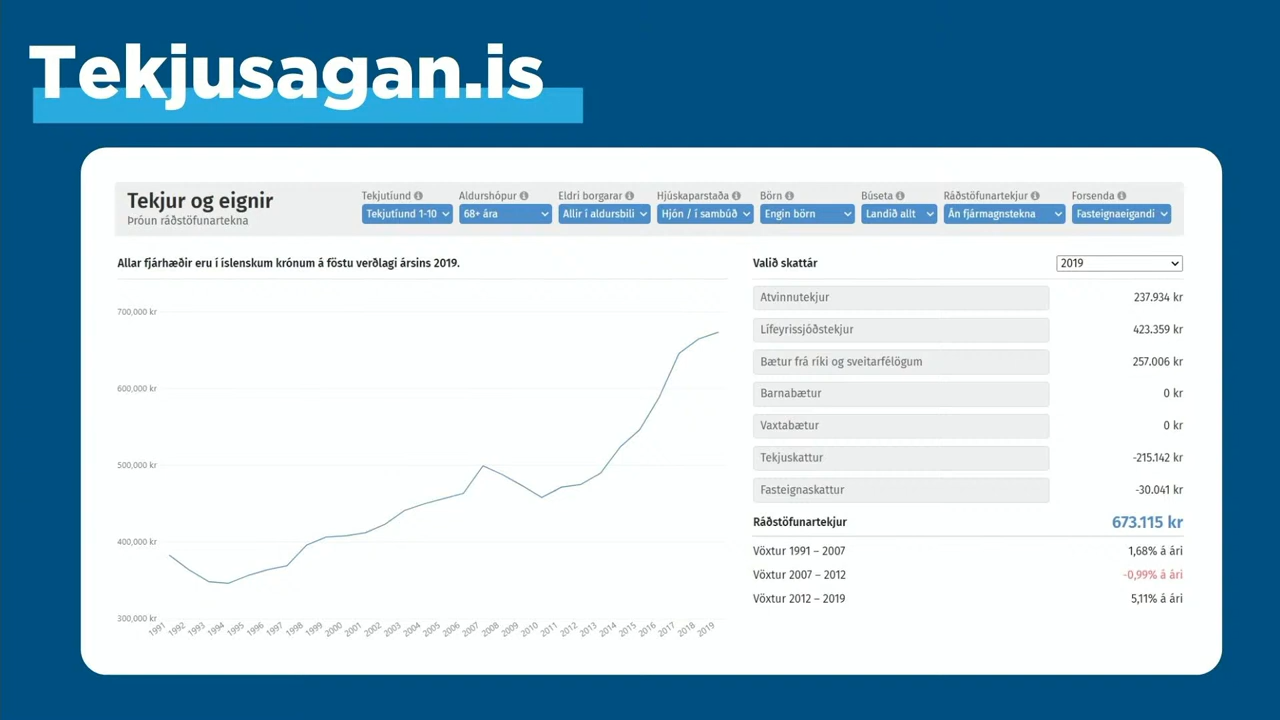 Tekjusagan.is
Tekjur og eignir
Þróun ráðstöfunartekna
Tekjutíund
Tekjutíund 1-10
Aldurshópur
68+ ára
Eldri borgarar
Allir í aldursbili
Hjúskaparstaða
Hjón / í sambúð
Börn
Engin börn
Búseta
Landið allt
Ráðstöfunartekjur
Án fjármagnstekna
Forsenda
Fasteignaeigandi
Allar fjárhæðir eru í íslenskum krónum á föstu verðlagi ársins 2019.
700,000 kr
600,000 kr
500,000 kr
400,000 kr
300,000 kr
1991 1992 1993 1994 1995 1996 1997 1998 1999 2000 2001 2002 2003 2004 2005 2006 2007 2008 2009 2010 2011 2012 2013 2014 2015 2016 2017 2018 2019
Valið skattár 2019
Atvinnutekjur 237.934 kr
Lífeyrissjóðstekjur 423.359 kr
Bætur frá ríki og sveitarfélögum 257.006 kr
Barnabætur 0 kr
Vaxtabætur 0 kr
Tekjuskattur -215.142 kr
Fasteignaskattur -30.041 kr
Ráðstöfunartekjur 673.115 kr
Vöxtur 1991 – 2007 1,68% á ári
Vöxtur 2007 – 2012 -0,99% á ári
Vöxtur 2012 – 2019 5,11% á ári